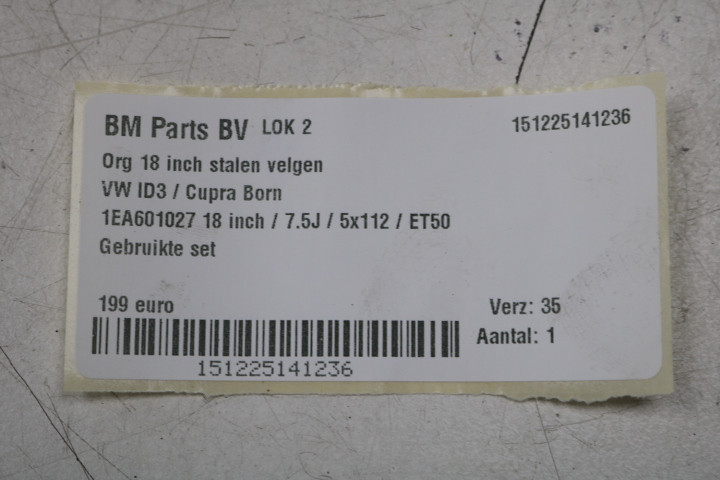 BM Parts BV LOK 2 151225141236
Org 18 inch stalen velgen
VW ID3 / Cupra Born
1EA601027 18 inch / 7.5J / 5x112 / ET50
Gebruikte set
199 euro Verz: 35
Aantal: 1
151225141236